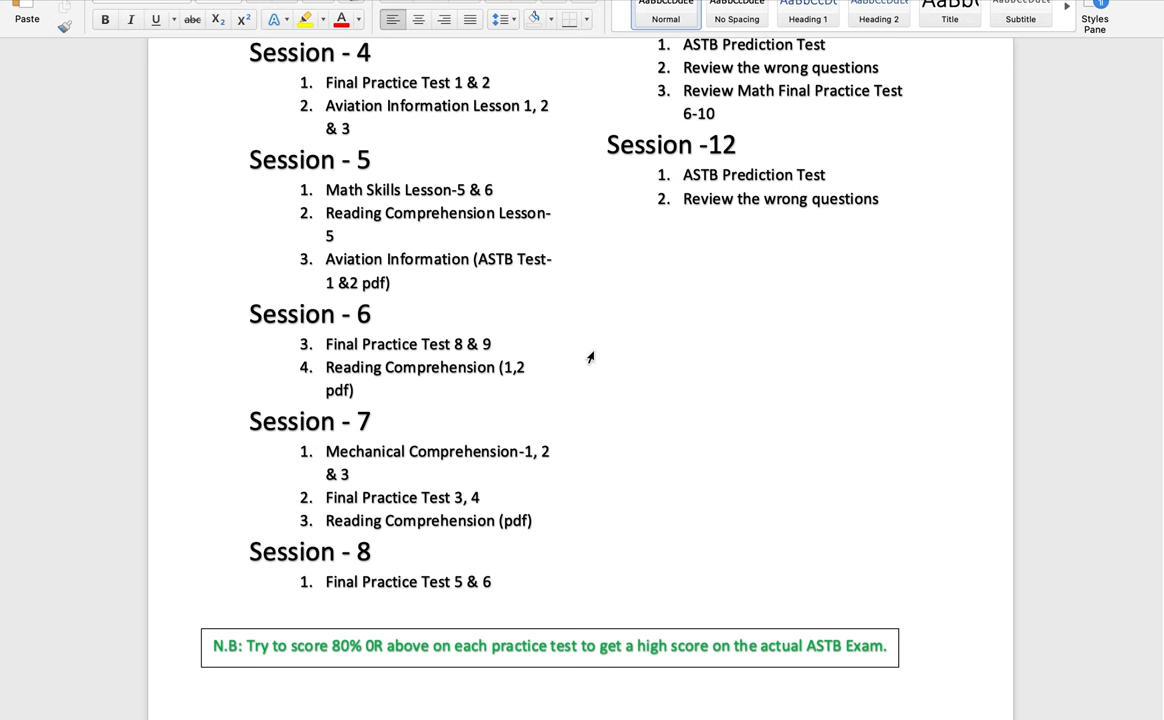 Paste
B I U abc X2 X2 A A
Normal
No Spacing
Heading 1
Heading 2
Title
Subtitle
Styles
Pane
Session - 4
1. Final Practice Test 1 & 2
2. Aviation Information Lesson 1, 2
& 3
Session - 5
1. Math Skills Lesson-5 & 6
2. Reading Comprehension Lesson-
5
3. Aviation Information (ASTB Test-
1 &2 pdf)
Session - 6
3. Final Practice Test 8 & 9
4. Reading Comprehension (1,2
pdf)
Session - 7
1. Mechanical Comprehension-1, 2
& 3
2. Final Practice Test 3, 4
3. Reading Comprehension (pdf)
Session - 8
1. Final Practice Test 5 & 6
1. ASTB Prediction Test
2. Review the wrong questions
3. Review Math Final Practice Test
6-10
Session -12
1. ASTB Prediction Test
2. Review the wrong questions
N.B: Try to score 80% 0R above on each practice test to get a high score on the actual ASTB Exam.